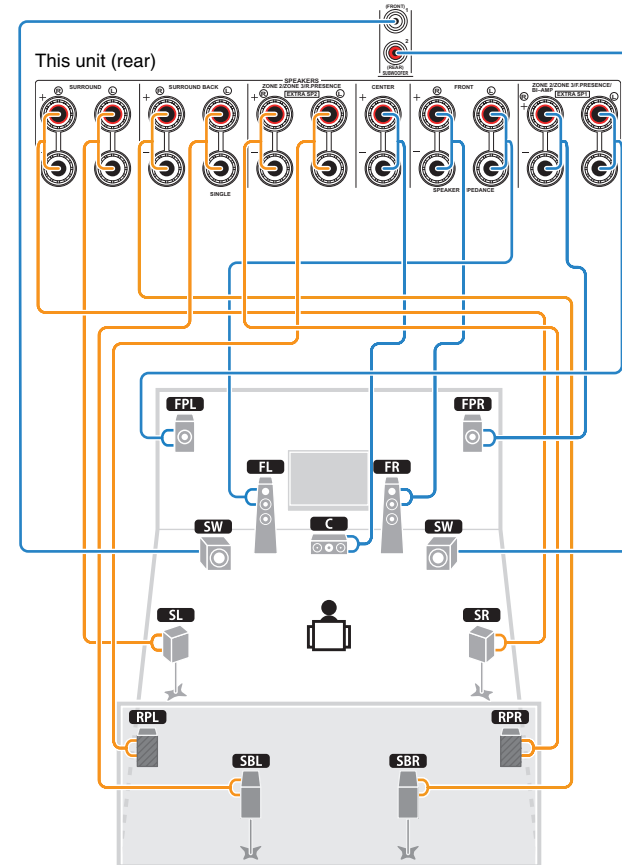 (FRONT)
1
2
(REAR)
SUBWOOFER
This unit (rear)
SPEAKERS
SURROUND
SURROUND BACK
ZONE 2/ZONE 3/R.PRESENCE
EXTRA SP2
CENTER
FRONT
ZONE 2/ZONE 3/F.PRESENCE/
BI-AMP
EXTRA SP1
+ R L + R L + R L + + R L R + L
– – – – – –
SINGLE
SPEAKER IMPEDANCE
FPL FPR
FL FR
SW C SW
SL SR
RPL RPR
SBL SBR